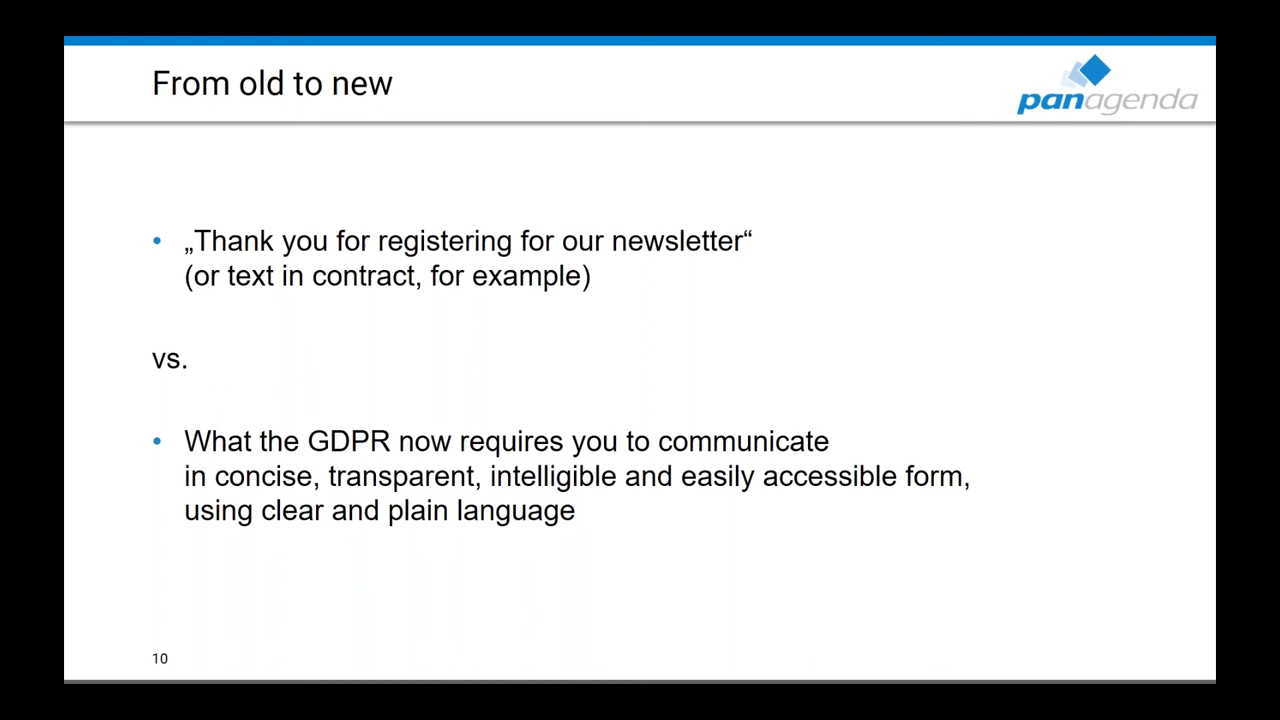 From old to new
panagenda
• „Thank you for registering for our newsletter“
(or text in contract, for example)
vs.
• What the GDPR now requires you to communicate
in concise, transparent, intelligible and easily accessible form,
using clear and plain language
10